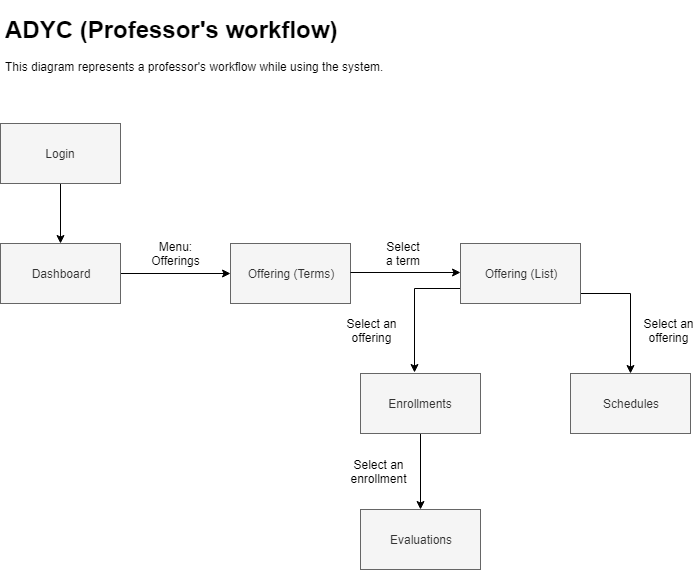 ADYC (Professor's workflow)
This diagram represents a professor's workflow while using the system.
Login
Dashboard
Menu:
Offerings
Offering (Terms)
Select
a term
Offering (List)
Select an
offering
Select an
offering
Enrollments
Schedules
Select an
enrollment
Evaluations